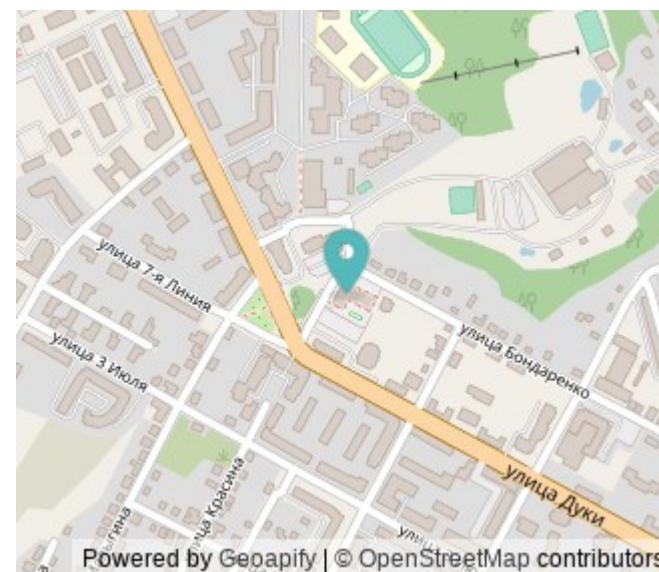 улица 7-я Линия
улица 3 Июля
улица Бондаренко
улица Красина
улица Дуки
Powered by Geoapify | © OpenStreetMap contributors